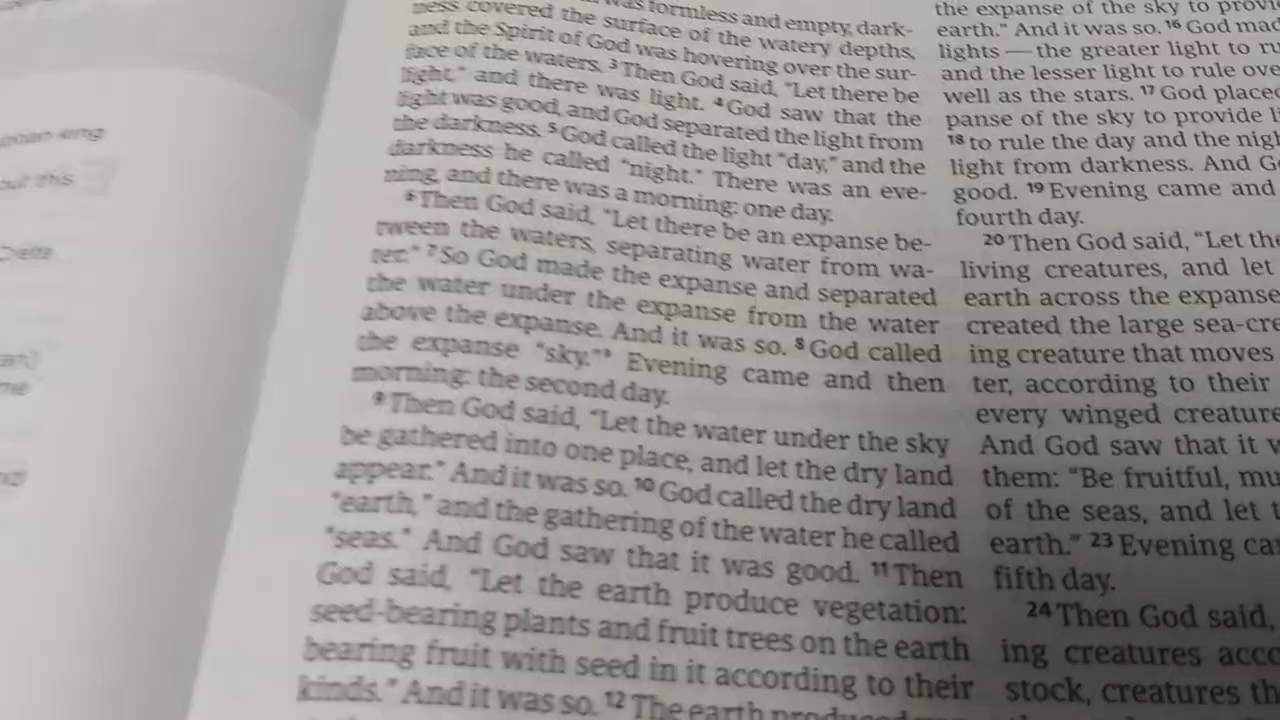 was formless and empty, dark-
ness covered the surface of the watery depths,
and the Spirit of God was hovering over the sur-
face of the waters. 3 Then God said, “Let there be
light,” and there was light. 4 God saw that the
light was good, and God separated the light from
the darkness. 5 God called the light “day,” and the
darkness he called “night.” There was an eve-
ning, and there was a morning: one day.
6 Then God said, “Let there be an expanse be-
tween the waters, separating water from wa-
ter.” 7 So God made the expanse and separated
the water under the expanse from the water
above the expanse. And it was so. 8 God called
the expanse “sky.” Evening came and then
morning: the second day.
9 Then God said, “Let the water under the sky
be gathered into one place, and let the dry land
appear.” And it was so. 10 God called the dry land
“earth,” and the gathering of the water he called
“seas.” And God saw that it was good. 11 Then
God said, “Let the earth produce vegetation:
seed-bearing plants and fruit trees on the earth
bearing fruit with seed in it according to their
kinds.” And it was so. 12 The earth produced
the expanse of the sky to provi
earth.” And it was so. 16 God mad
lights — the greater light to ru
and the lesser light to rule ove
well as the stars. 17 God placed
panse of the sky to provide l
18 to rule the day and the nigh
light from darkness. And Go
good. 19 Evening came and
fourth day.
20 Then God said, “Let the
living creatures, and let
earth across the expanse
created the large sea-cre
ing creature that moves
ter, according to their
every winged creature
And God saw that it w
them: “Be fruitful, mu
of the seas, and let t
earth.” 23 Evening ca
fifth day.
24 Then God said,
ing creatures acco
stock, creatures th